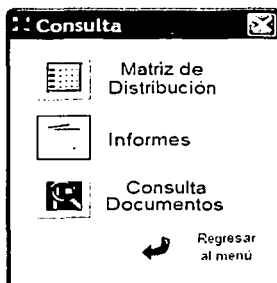 Consulta
Matriz de
Distribución
Informes
Consulta
Documentos
Regresar
al menú